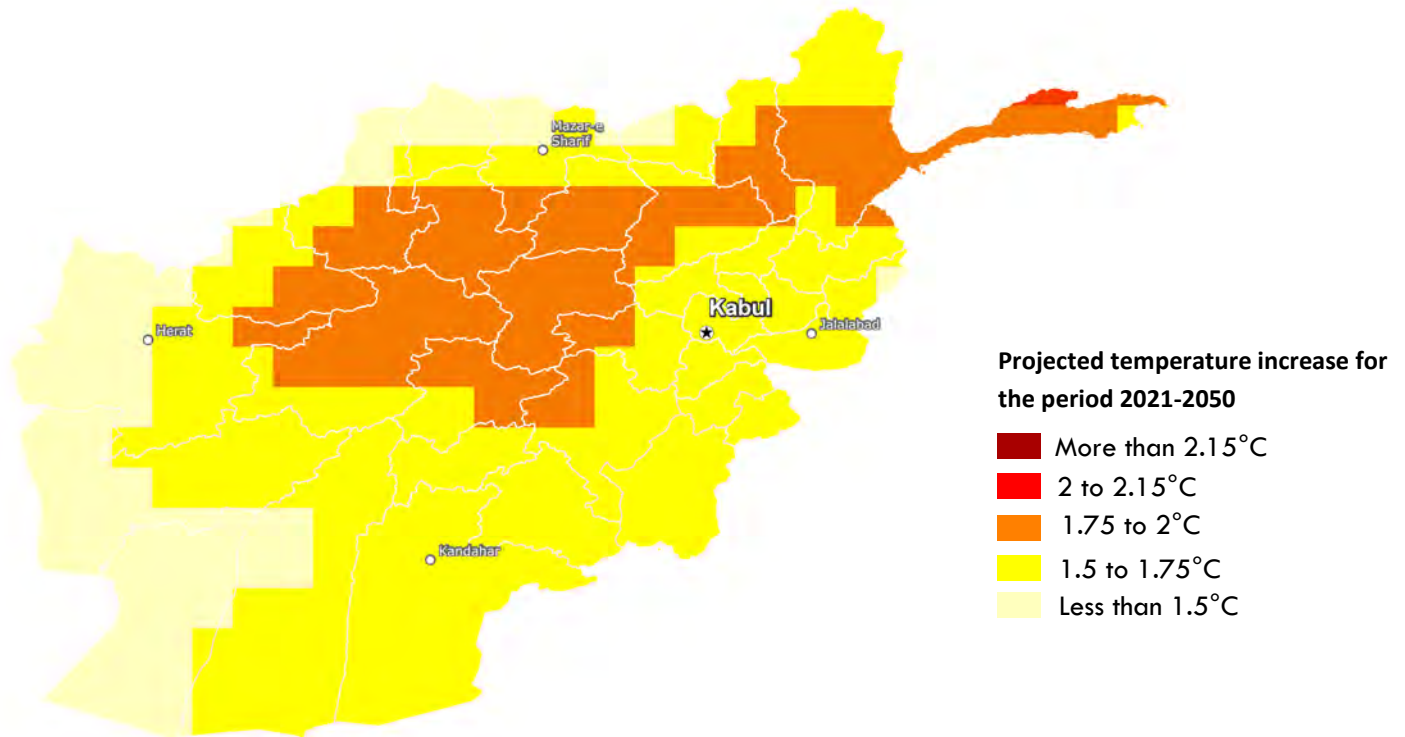 Mazar-e
Sharif
Kabul
Jalalabad
Herat
Kandahar
Projected temperature increase for
the period 2021-2050
More than 2.15°C
2 to 2.15°C
1.75 to 2°C
1.5 to 1.75°C
Less than 1.5°C